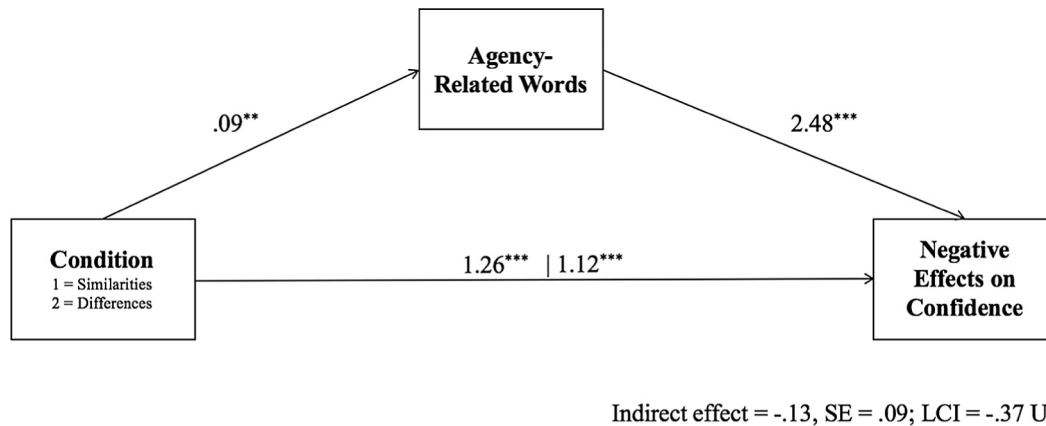 Agency-
Related Words
.09**
2.48***
Condition
1 = Similarities
2 = Differences
1.26*** | 1.12***
Negative
Effects on
Confidence
Indirect effect = -.13, SE = .09; LCI = -.37 U